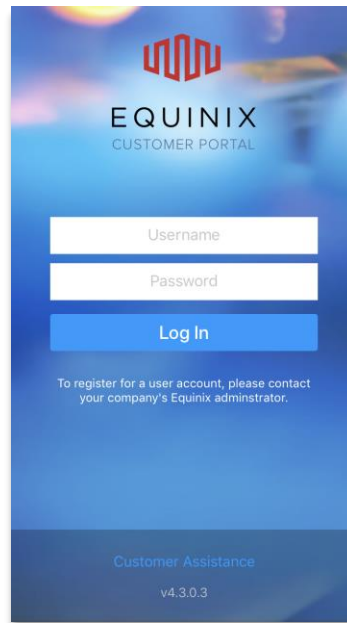 EQUINIX
CUSTOMER PORTAL
Username
Password
Log In
To register for a user account, please contact
your company's Equinix adminstrator.
Customer Assistance
v4.3.0.3